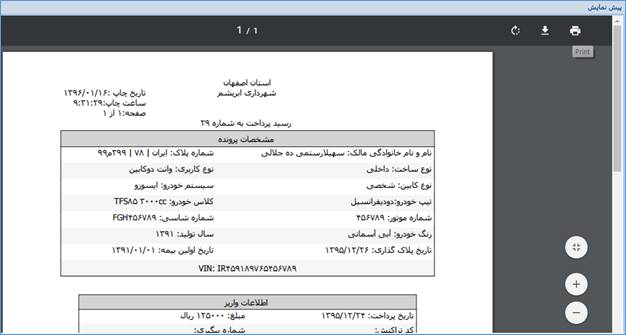 پیش نمایش
1 / 1
Print
استان اصفهان
شهرداری ابریشم
تاریخ چاپ :۱۳۹۶/۰۱/۱۶
ساعت چاپ:۹:۳۱:۲۹
صفحه:۱ از ۱
رسید پرداخت به شماره ۳۹
مشخصات پرونده
نام و نام خانوادگی مالک: سهیلارستمی ده جلالی شماره پلاک: ایران | ۷۸ | ۳۹۹م۹۹
نوع ساخت: داخلی نوع کاربری: وانت دوکابین
نوع کابین: شخصی سیستم خودرو: ایسوزو
تیپ خودرو:دودیفرانسیل کلاس خودرو: TFS۸۵ ۳۰۰۰cc
شماره موتور: ۴۵۶۷۸۹ شماره شاسی: FGH۴۵۶۷۸۹
رنگ خودرو: آبی آسمانی سال تولید: ۱۳۹۱
تاریخ پلاک گذاری: ۱۳۹۵/۱۲/۲۶ تاریخ اولین بیمه: ۱۳۹۱/۰۱/۰۱
VIN: IR۴۵۹۱۸۹۷۶۵۴۵۶۷۸۹
اطلاعات واریز
تاریخ پرداخت: ۱۳۹۵/۱۲/۲۴ مبلغ: ۱۲۵۰۰۰ ریال
کد تراکنش: شماره پیگیری: